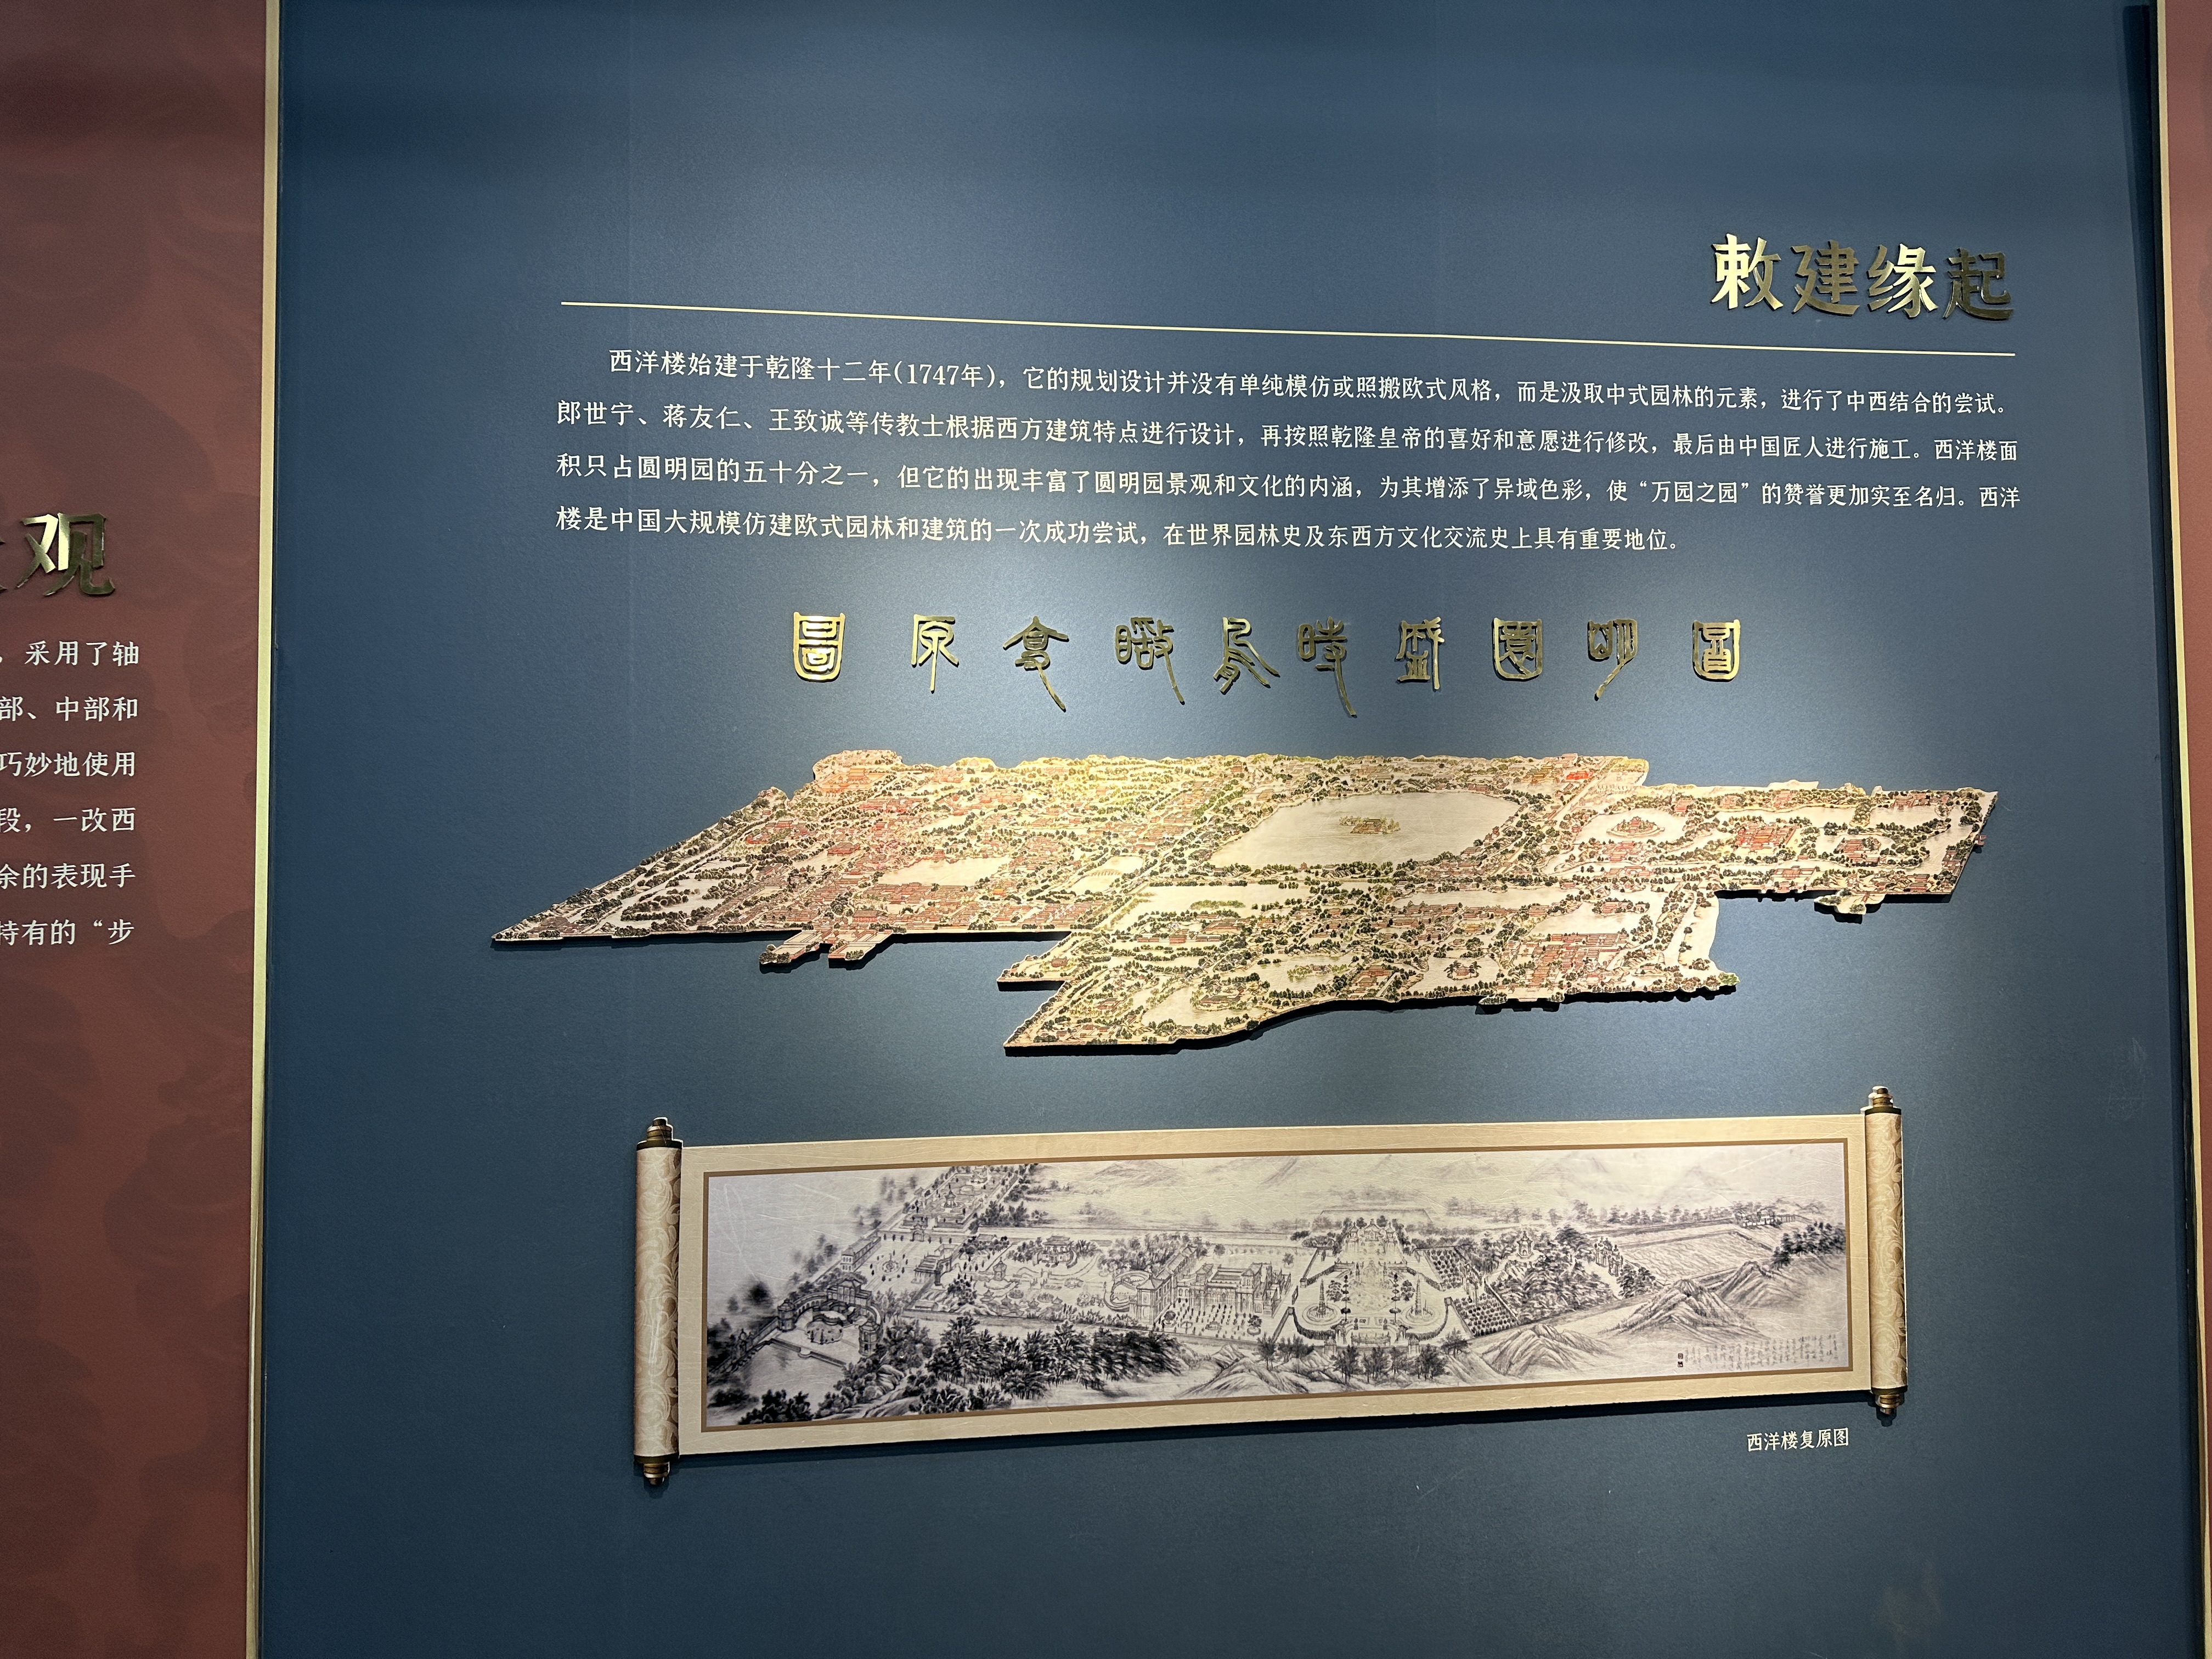 观
，采用了轴
部、中部和
巧妙地使用
段，一改西
余的表现手
特有的“步
敕建缘起
西洋楼始建于乾隆十二年(1747年)，它的规划设计并没有单纯模仿或照搬欧式风格，而是汲取中式园林的元素，进行了中西结合的尝试。
郎世宁、蒋友仁、王致诚等传教士根据西方建筑特点进行设计，再按照乾隆皇帝的喜好和意愿进行修改，最后由中国匠人进行施工。西洋楼面
积只占圆明园的五十分之一，但它的出现丰富了圆明园景观和文化的内涵，为其增添了异域色彩，使“万园之园”的赞誉更加实至名归。西洋
楼是中国大规模仿建欧式园林和建筑的一次成功尝试，在世界园林史及东西方文化交流史上具有重要地位。
圓明園盛時鳥瞰复原圖
西洋楼复原图